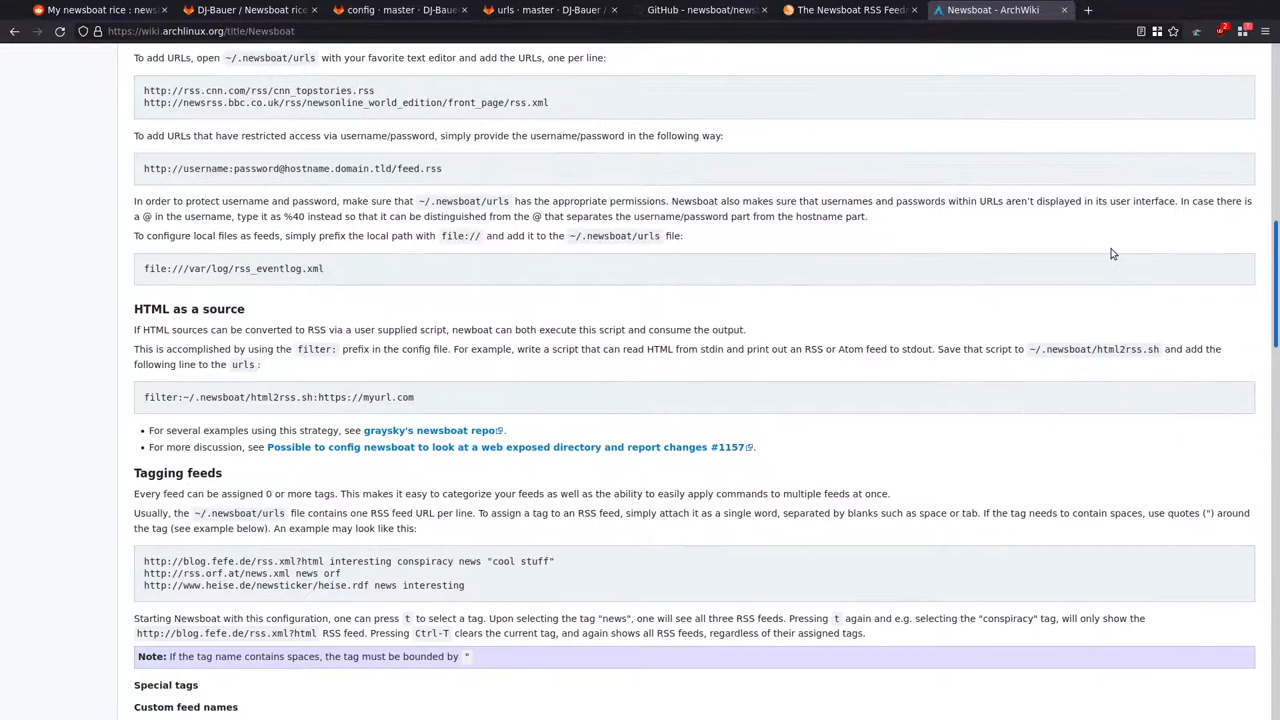 My newsboat rice : news
DJ-Bauer / Newsboat rice
config · master · DJ-Baue
urls · master · DJ-Bauer /
GitHub - newsboat/news
The Newsboat RSS Feed
Newsboat - ArchWiki
https://wiki.archlinux.org/title/Newsboat
2
To add URLs, open ~/.newsboat/urls with your favorite text editor and add the URLs, one per line:
http://rss.cnn.com/rss/cnn_topstories.rss
http://newsrss.bbc.co.uk/rss/newsonline_world_edition/front_page/rss.xml
To add URLs that have restricted access via username/password, simply provide the username/password in the following way:
http://username:password@hostname.domain.tld/feed.rss
In order to protect username and password, make sure that ~/.newsboat/urls has the appropriate permissions. Newsboat also makes sure that usernames and passwords within URLs aren't displayed in its user interface. In case there is
a @ in the username, type it as %40 instead so that it can be distinguished from the @ that separates the username/password part from the hostname part.
To configure local files as feeds, simply prefix the local path with file:// and add it to the ~/.newsboat/urls file:
file:///var/log/rss_eventlog.xml
HTML as a source
If HTML sources can be converted to RSS via a user supplied script, newboat can both execute this script and consume the output.
This is accomplished by using the filter: prefix in the config file. For example, write a script that can read HTML from stdin and print out an RSS or Atom feed to stdout. Save that script to ~/.newsboat/html2rss.sh and add the
following line to the urls :
filter:~/.newsboat/html2rss.sh:https://myurl.com
• For several examples using this strategy, see graysky's newsboat repo.
• For more discussion, see Possible to config newsboat to look at a web exposed directory and report changes #1157.
Tagging feeds
Every feed can be assigned 0 or more tags. This makes it easy to categorize your feeds as well as the ability to easily apply commands to multiple feeds at once.
Usually, the ~/.newsboat/urls file contains one RSS feed URL per line. To assign a tag to an RSS feed, simply attach it as a single word, separated by blanks such as space or tab. If the tag needs to contain spaces, use quotes (") around
the tag (see example below). An example may look like this:
http://blog.fefe.de/rss.xml?html interesting conspiracy news "cool stuff"
http://rss.orf.at/news.xml news orf
http://www.heise.de/newsticker/heise.rdf news interesting
Starting Newsboat with this configuration, one can press t to select a tag. Upon selecting the tag "news", one will see all three RSS feeds. Pressing t again and e.g. selecting the "conspiracy" tag, will only show the
http://blog.fefe.de/rss.xml?html RSS feed. Pressing Ctrl-T clears the current tag, and again shows all RSS feeds, regardless of their assigned tags.
Note: If the tag name contains spaces, the tag must be bounded by "
Special tags
Custom feed names